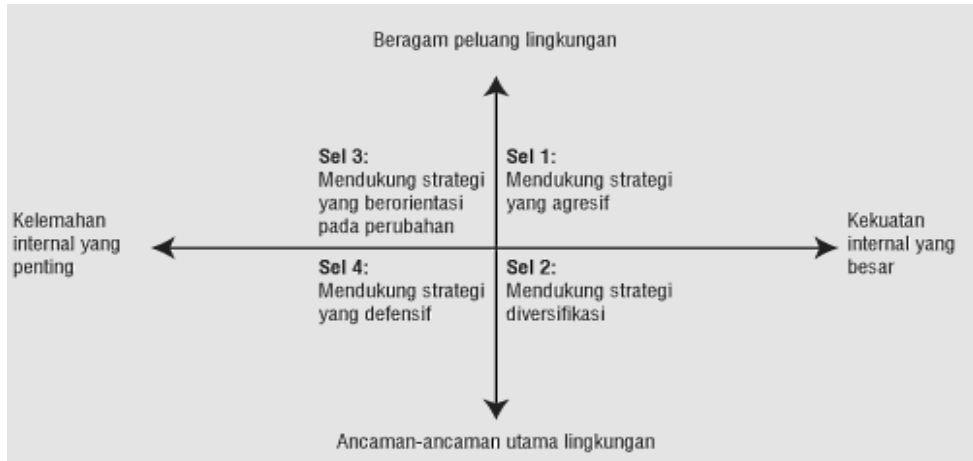 Beragam peluang lingkungan
Sel 3:
Mendukung strategi
yang berorientasi
pada perubahan
Sel 1:
Mendukung strategi
yang agresif
Kelemahan
internal yang
penting
Kekuatan
internal yang
besar
Sel 4:
Mendukung strategi
yang defensif
Sel 2:
Mendukung strategi
diversifikasi
Ancaman-ancaman utama lingkungan